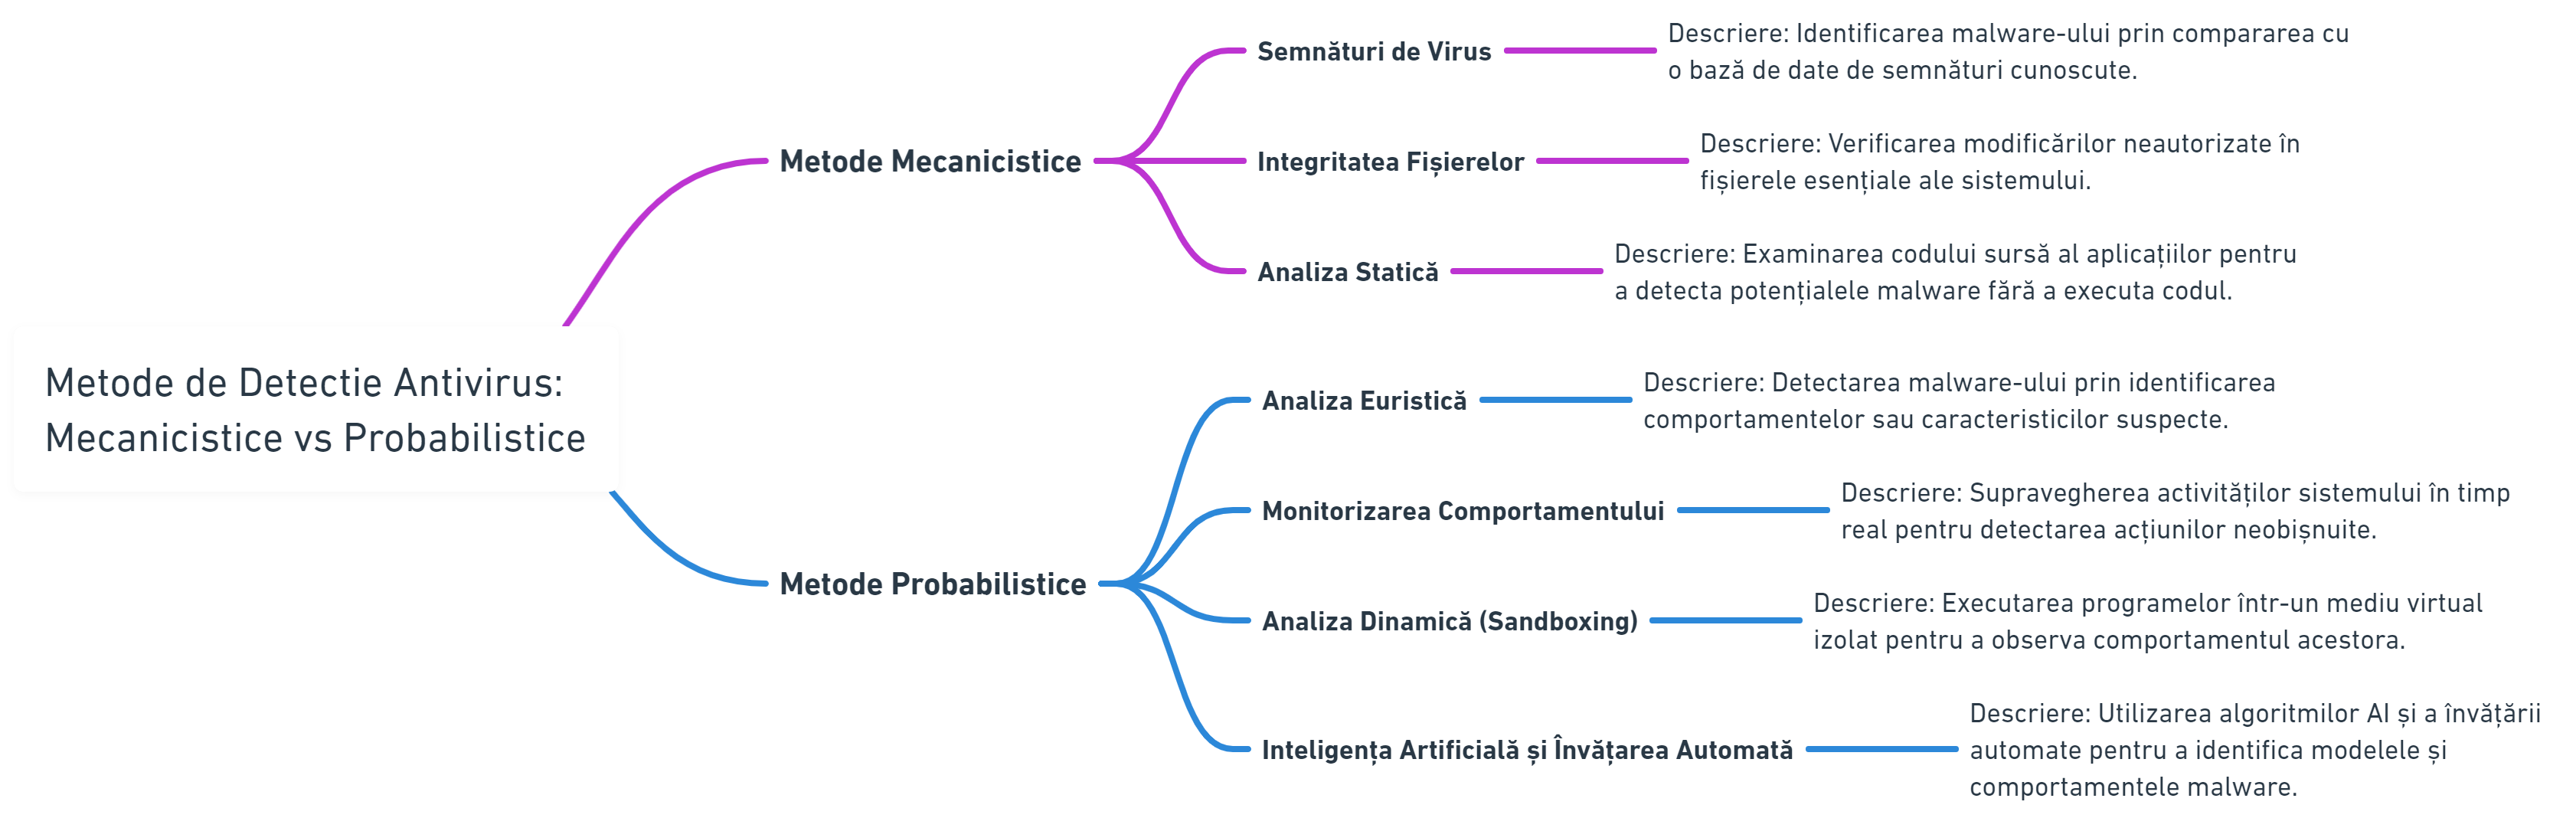 Metode de Detectie Antivirus:
Mecanicistice vs Probabilistice
Metode Mecanicistice
Semnături de Virus
Descriere: Identificarea malware-ului prin compararea cu
o bază de date de semnături cunoscute.
Integritatea Fișierelor
Descriere: Verificarea modificărilor neautorizate în
fișierele esențiale ale sistemului.
Analiza Statică
Descriere: Examinarea codului sursă al aplicațiilor pentru
a detecta potențialele malware fără a executa codul.
Metode Probabilistice
Analiza Euristică
Descriere: Detectarea malware-ului prin identificarea
comportamentelor sau caracteristicilor suspecte.
Monitorizarea Comportamentului
Descriere: Supravegherea activităților sistemului în timp
real pentru detectarea acțiunilor neobișnuite.
Analiza Dinamică (Sandboxing)
Descriere: Executarea programelor într-un mediu virtual
izolat pentru a observa comportamentul acestora.
Inteligența Artificială și Învățarea Automată
Descriere: Utilizarea algoritmilor AI și a învățării
automate pentru a identifica modelele și
comportamentele malware.